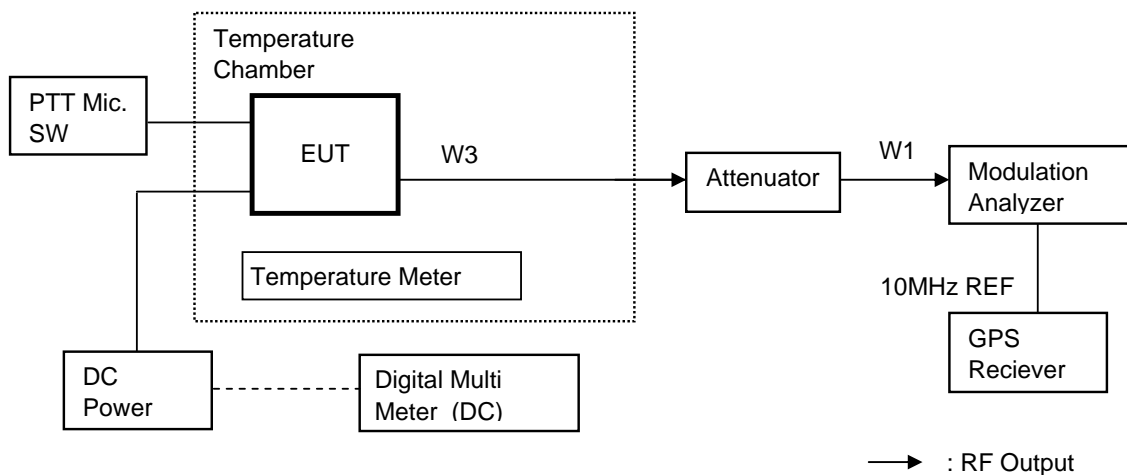 Temperature
Chamber
PTT Mic.
SW
EUT
W3
Attenuator
W1
Modulation
Analyzer
Temperature Meter
10MHz REF
GPS
Reciever
DC
Power
Digital Multi
Meter (DC)
: RF Output